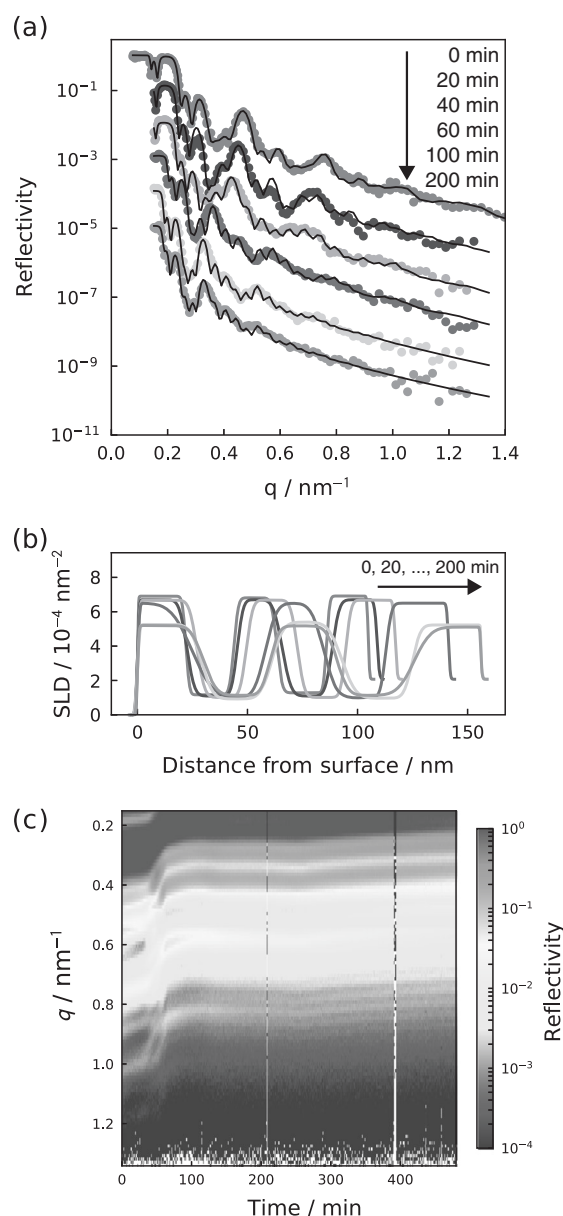 (a)
0 min
20 min
40 min
60 min
100 min
200 min
10⁻¹
10⁻³
10⁻⁵
10⁻⁷
10⁻⁹
10⁻¹¹
Reflectivity
0.0 0.2 0.4 0.6 0.8 1.0 1.2 1.4
q / nm⁻¹
(b)
0, 20, ..., 200 min
8
6
4
2
0
SLD / 10⁻⁴ nm⁻²
0 50 100 150
Distance from surface / nm
(c)
0.2
0.4
0.6
0.8
1.0
1.2
q / nm⁻¹
0 100 200 300 400
Time / min
10⁰
10⁻¹
10⁻²
10⁻³
10⁻⁴
Reflectivity